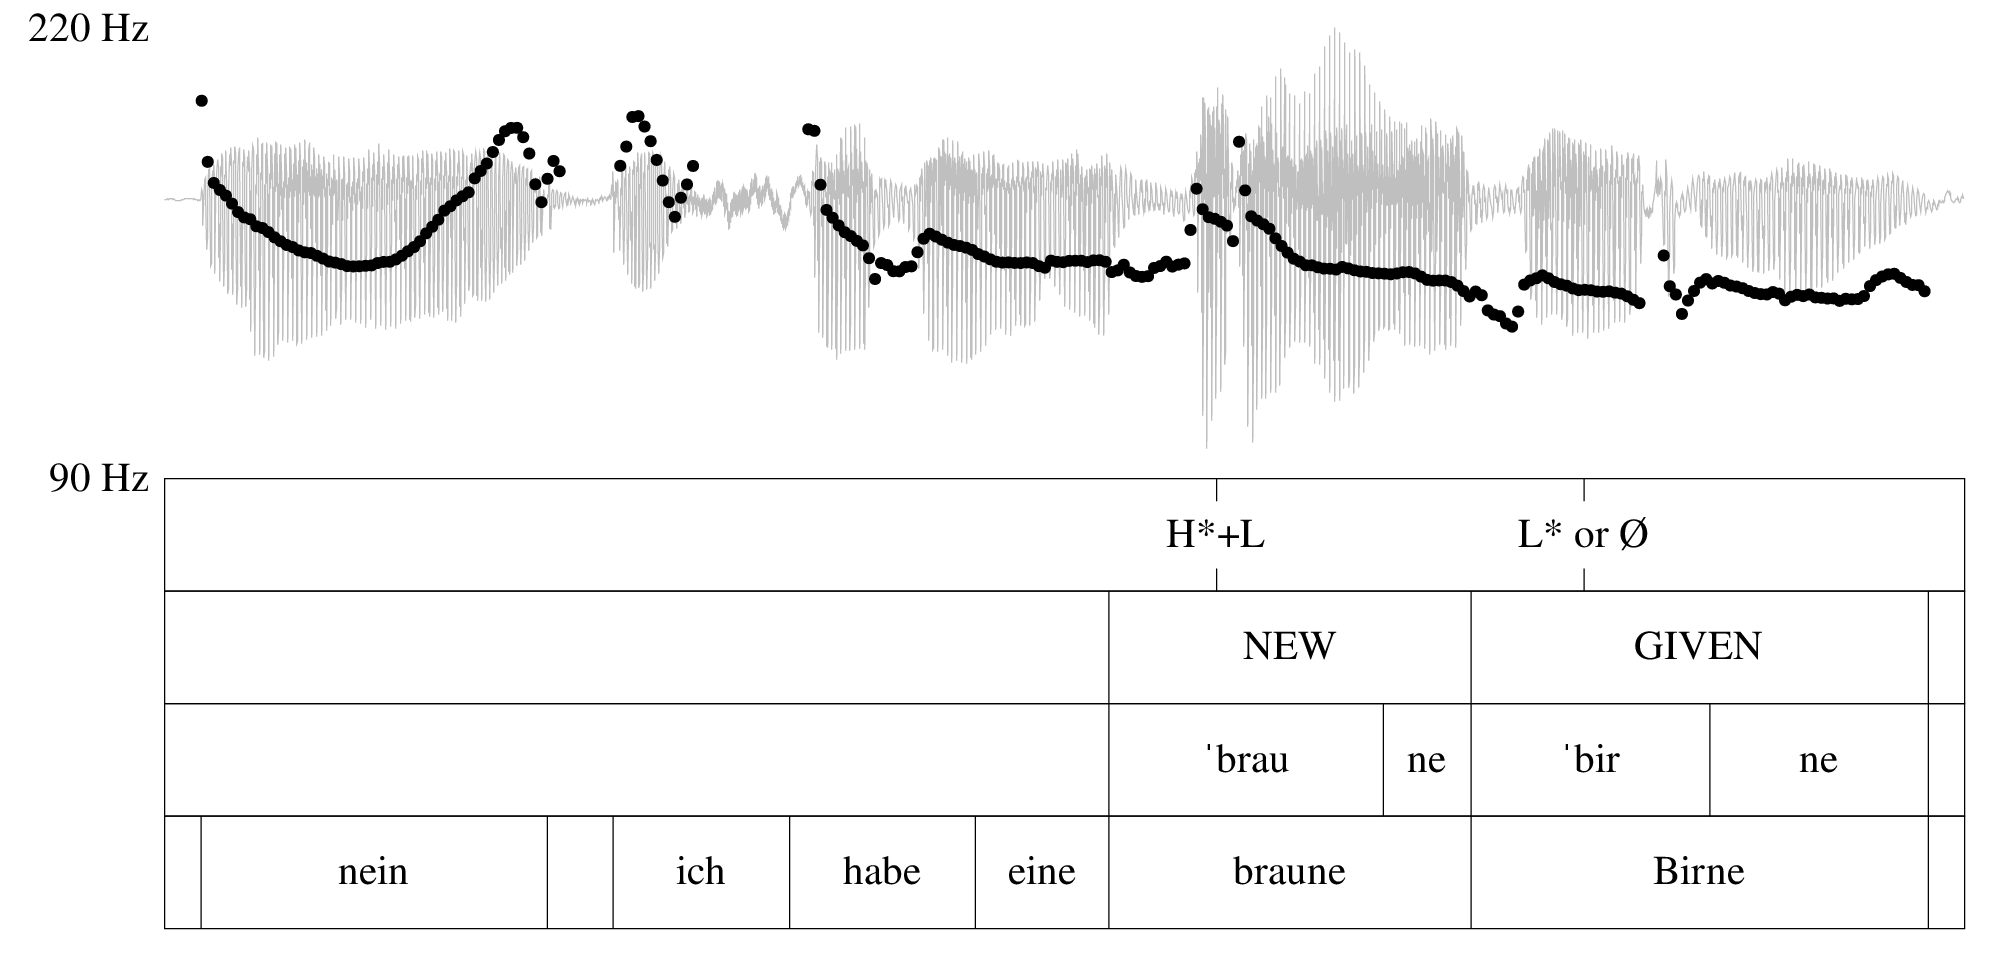 220 Hz
90 Hz
H*+L L* or Ø
NEW GIVEN
ˈbrau ne ˈbir ne
nein ich habe eine braune Birne